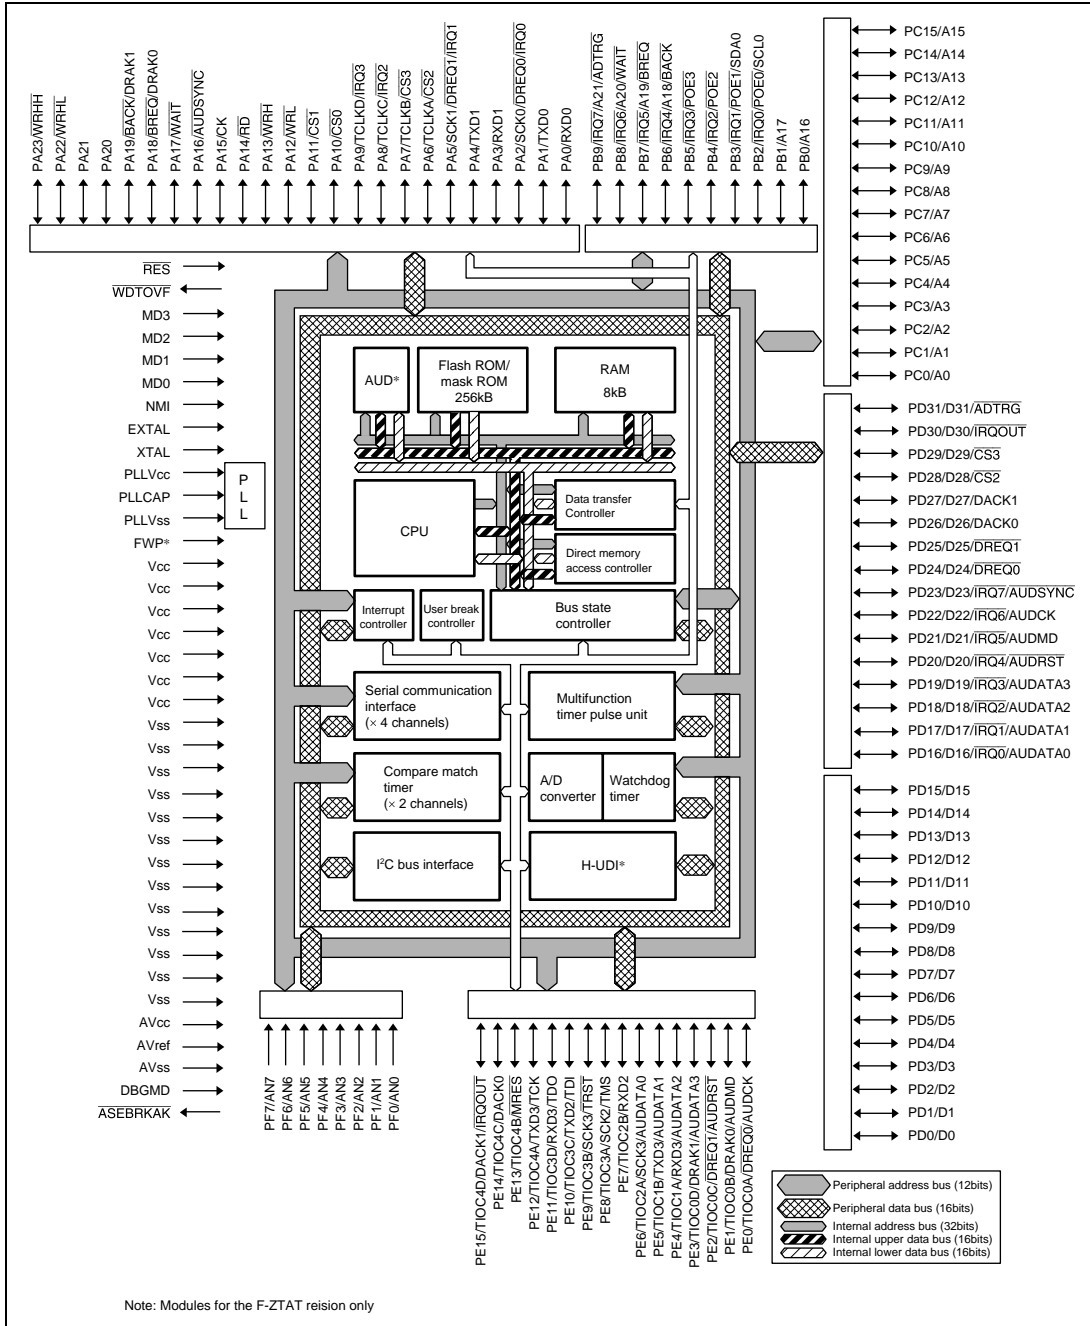 PA23/WRHH
PA22/WRHL
PA21
PA20
PA19/BACK/DRAK1
PA18/BREQ/DRAK0
PA17/WAIT
PA16/AUDSYNC
PA15/CK
PA14/RD
PA13/WRH
PA12/WRL
PA11/CS1
PA10/CS0
PA9/TCLKD/IRQ3
PA8/TCLKC/IRQ2
PA7/TCLKB/CS3
PA6/TCLKA/CS2
PA5/SCK1/DREQ1/IRQ1
PA4/TXD1
PA3/RXD1
PA2/SCK0/DREQ0/IRQ0
PA1/TXD0
PA0/RXD0
PB9/IRQ7/A21/ADTRG
PB8/IRQ6/A20/WAIT
PB7/IRQ5/A19/BREQ
PB6/IRQ4/A18/BACK
PB5/IRQ3/POE3
PB4/IRQ2/POE2
PB3/IRQ1/POE1/SDA0
PB2/IRQ0/POE0/SCL0
PB1/A17
PB0/A16
PC15/A15
PC14/A14
PC13/A13
PC12/A12
PC11/A11
PC10/A10
PC9/A9
PC8/A8
PC7/A7
PC6/A6
PC5/A5
PC4/A4
PC3/A3
PC2/A2
PC1/A1
PC0/A0
RES
WDTOVF
MD3
MD2
MD1
MD0
NMI
EXTAL
XTAL
PLLVcc
PLLCAP
PLLVss
FWP*
Vcc
Vcc
Vcc
Vcc
Vcc
Vcc
Vcc
Vss
Vss
Vss
Vss
Vss
Vss
Vss
Vss
Vss
Vss
Vss
Vss
Vss
AVcc
AVref
AVss
DBGMD
ASEBRKAK
P
L
L
AUD*
Flash ROM/
mask ROM
256kB
RAM
8kB
CPU
Data transfer
Controller
Direct memory
access controller
Interrupt
controller
User break
controller
Bus state
controller
Serial communication
interface
(× 4 channels)
Multifunction
timer pulse unit
Compare match
timer
(× 2 channels)
A/D
converter
Watchdog
timer
I²C bus interface
H-UDI*
PD31/D31/ADTRG
PD30/D30/IRQOUT
PD29/D29/CS3
PD28/D28/CS2
PD27/D27/DACK1
PD26/D26/DACK0
PD25/D25/DREQ1
PD24/D24/DREQ0
PD23/D23/IRQ7/AUDSYNC
PD22/D22/IRQ6/AUDCK
PD21/D21/IRQ5/AUDMD
PD20/D20/IRQ4/AUDRST
PD19/D19/IRQ3/AUDATA3
PD18/D18/IRQ2/AUDATA2
PD17/D17/IRQ1/AUDATA1
PD16/D16/IRQ0/AUDATA0
PD15/D15
PD14/D14
PD13/D13
PD12/D12
PD11/D11
PD10/D10
PD9/D9
PD8/D8
PD7/D7
PD6/D6
PD5/D5
PD4/D4
PD3/D3
PD2/D2
PD1/D1
PD0/D0
PF7/AN7
PF6/AN6
PF5/AN5
PF4/AN4
PF3/AN3
PF2/AN2
PF1/AN1
PF0/AN0
PE15/TIOC4D/DACK1/IRQOUT
PE14/TIOC4C/DACK0
PE13/TIOC4B/MRES
PE12/TIOC4A/TXD3/TCK
PE11/TIOC3D/RXD3/TDO
PE10/TIOC3C/TXD2/TDI
PE9/TIOC3B/SCK3/TRST
PE8/TIOC3A/SCK2/TMS
PE7/TIOC2B/RXD2
PE6/TIOC2A/SCK3/AUDATA0
PE5/TIOC1B/TXD3/AUDATA1
PE4/TIOC1A/RXD3/AUDATA2
PE3/TIOC0D/DRAK1/AUDATA3
PE2/TIOC0C/DREQ1/AUDRST
PE1/TIOC0B/DRAK0/AUDMD
PE0/TIOC0A/DREQ0/AUDCK
Peripheral address bus (12bits)
Peripheral data bus (16bits)
Internal address bus (32bits)
Internal upper data bus (16bits)
Internal lower data bus (16bits)
Note: Modules for the F-ZTAT reision only